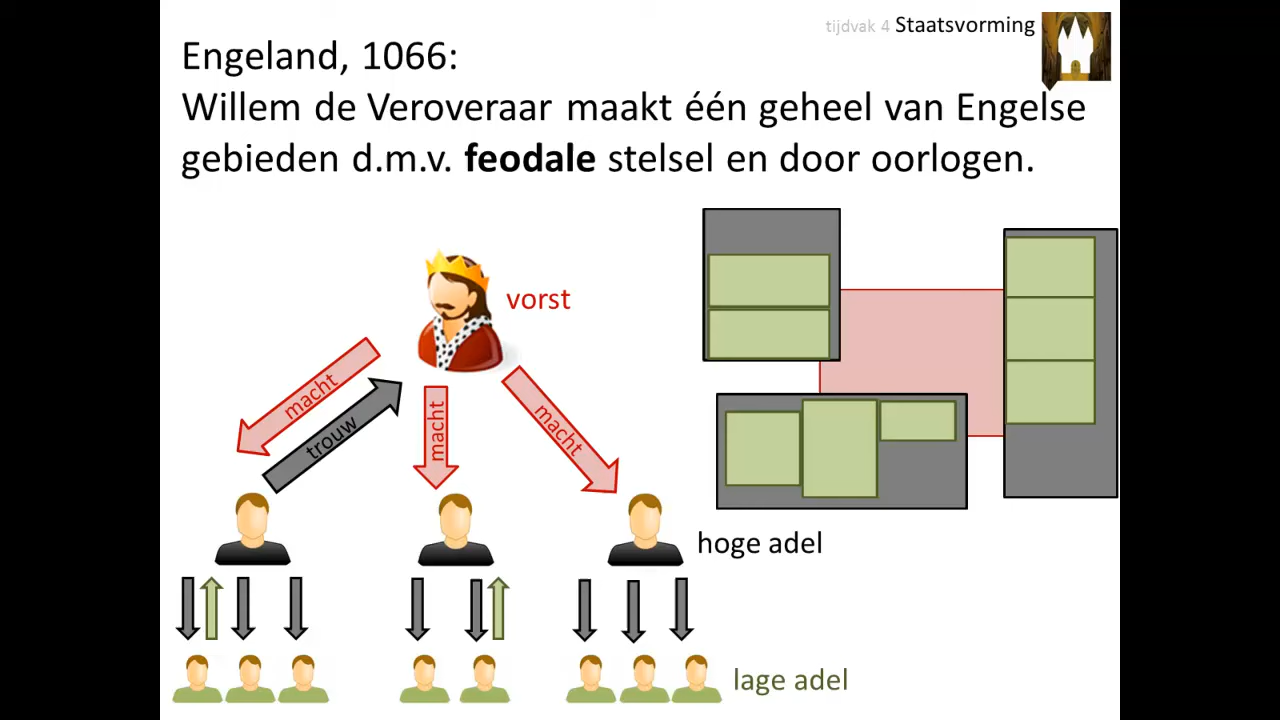 tijdvak 4 Staatsvorming
Engeland, 1066:
Willem de Veroveraar maakt één geheel van Engelse
gebieden d.m.v. feodale stelsel en door oorlogen.
vorst
macht
trouw
macht
macht
hoge adel
lage adel